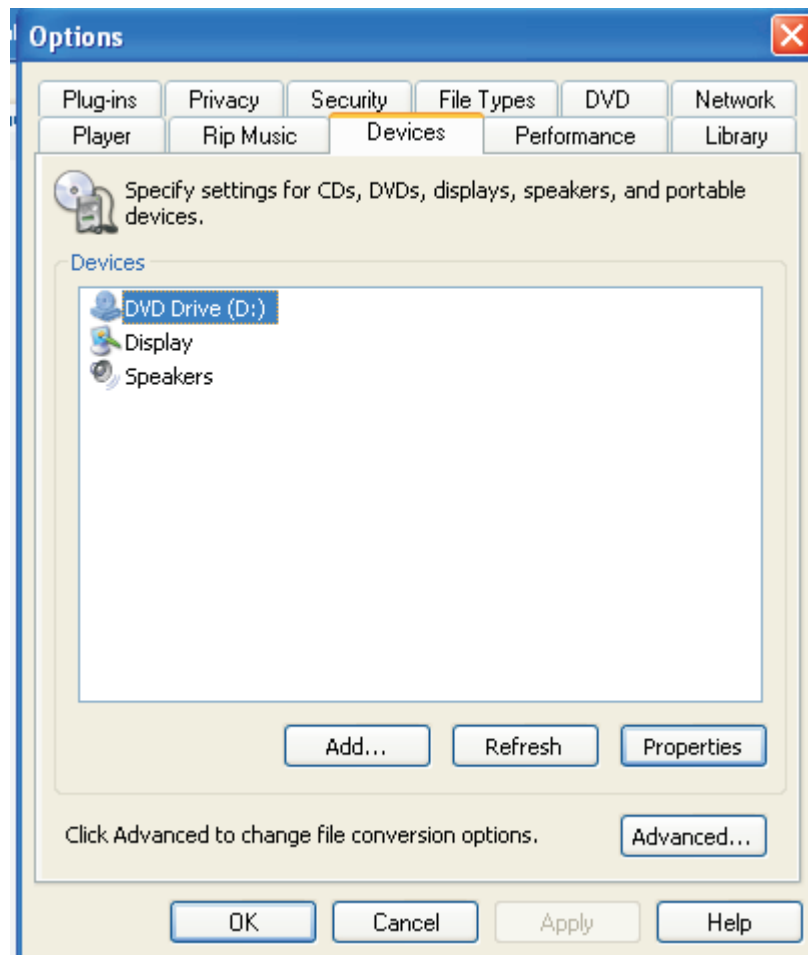 Options
Plug-ins Privacy Security File Types DVD Network
Player Rip Music Devices Performance Library
Specify settings for CDs, DVDs, displays, speakers, and portable
devices.
Devices
DVD Drive (D:)
Display
Speakers
Add... Refresh Properties
Click Advanced to change file conversion options. Advanced...
OK Cancel Apply Help